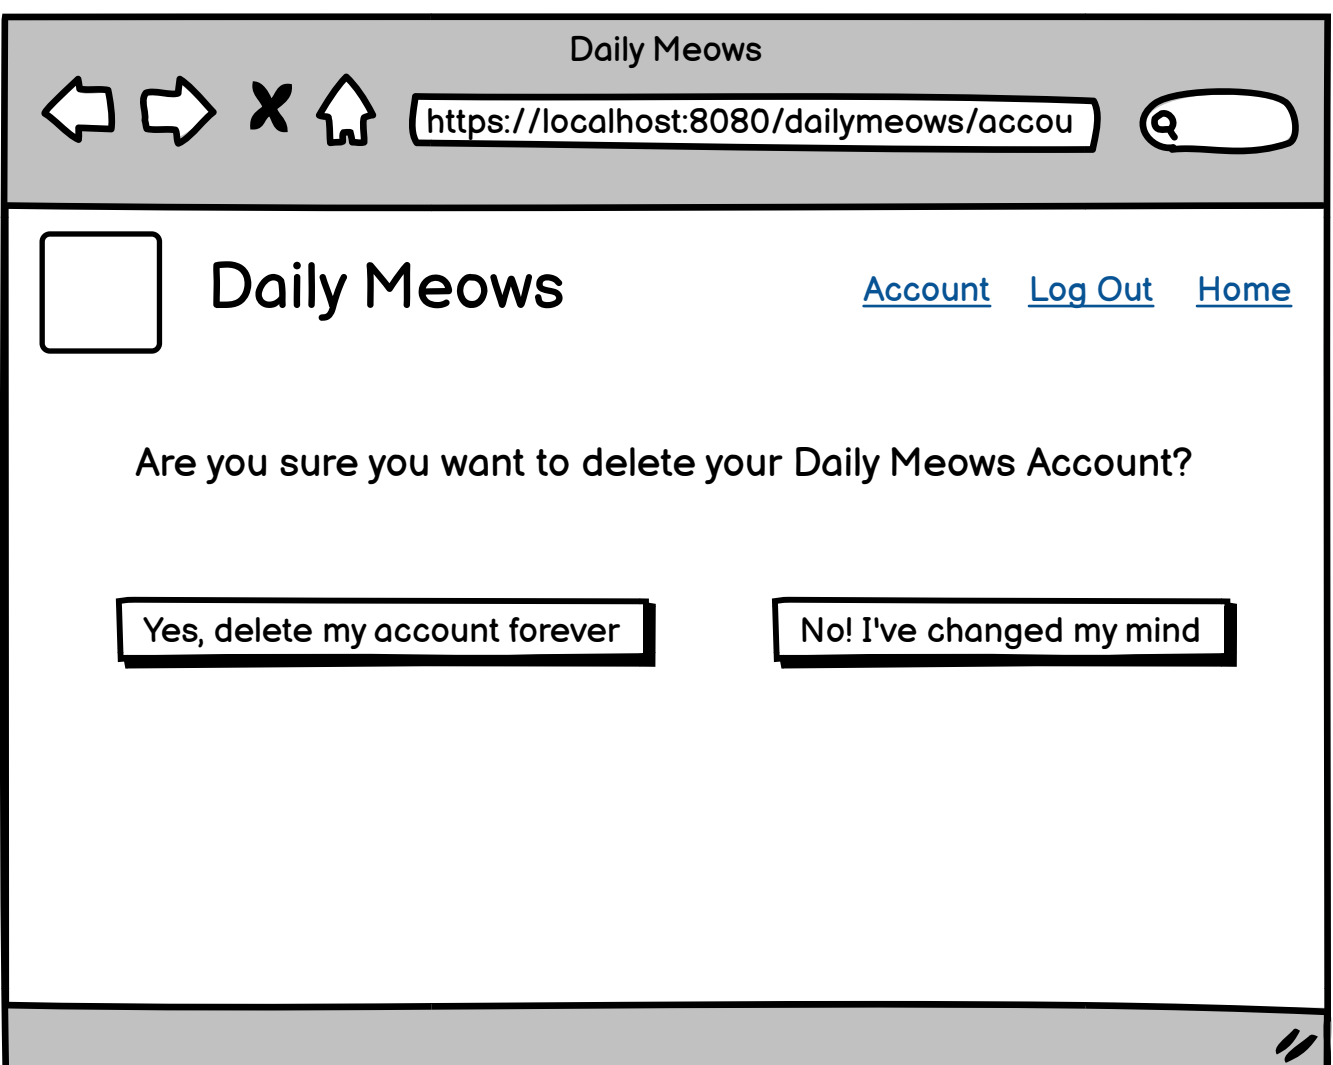 Daily Meows
https://localhost:8080/dailymeows/accou
Daily Meows
Account Log Out Home
Are you sure you want to delete your Daily Meows Account?
Yes, delete my account forever
No! I've changed my mind